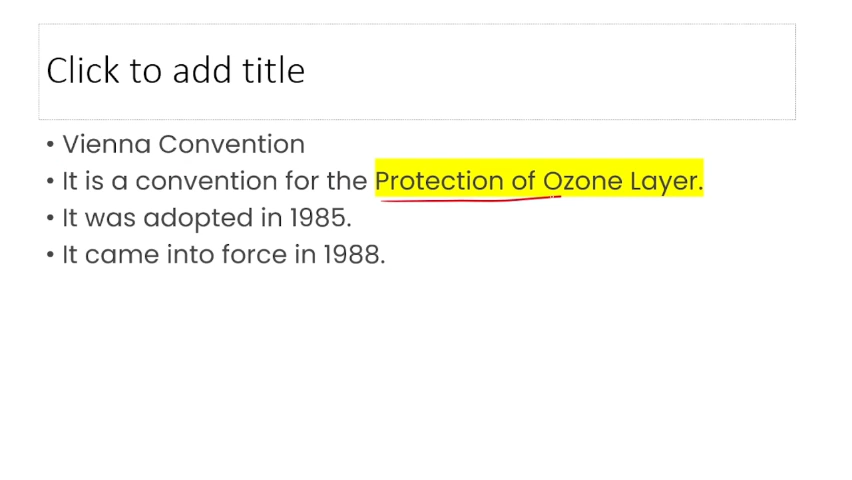 Click to add title
• Vienna Convention
• It is a convention for the Protection of Ozone Layer.
• It was adopted in 1985.
• It came into force in 1988.